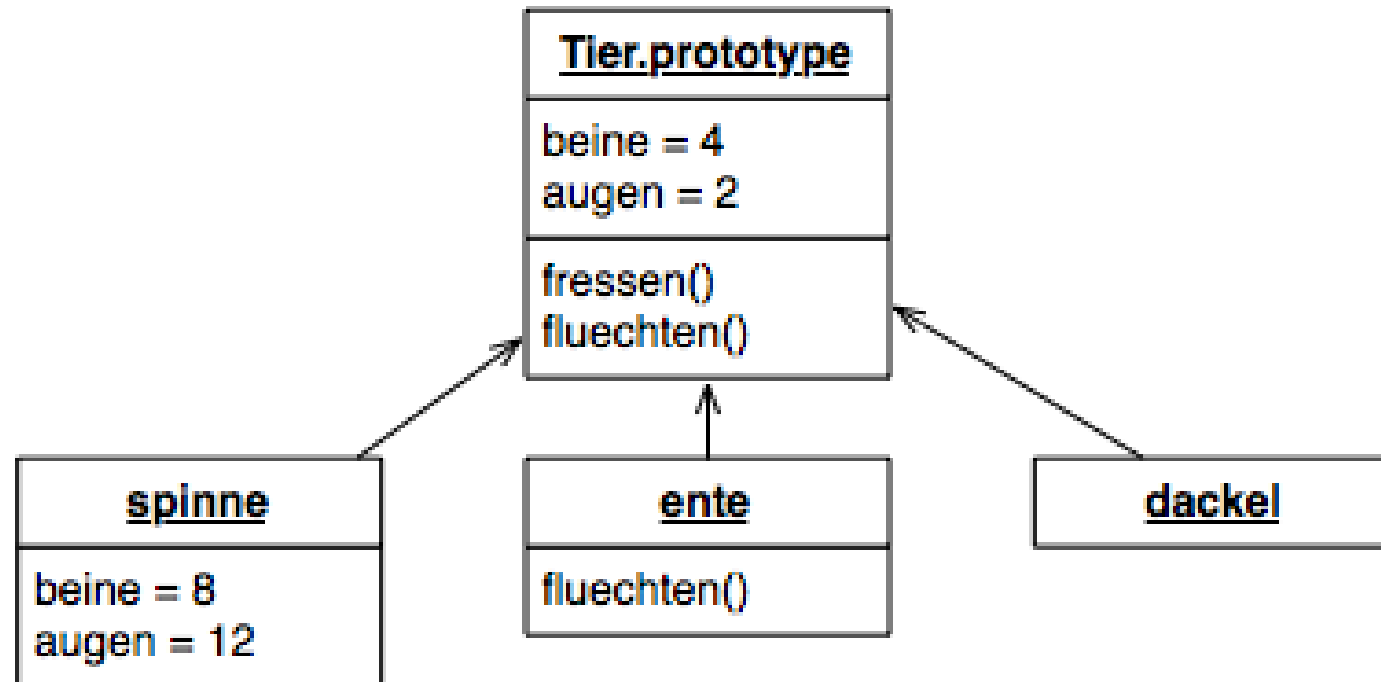 Tier.prototype
beine = 4
augen = 2
fressen()
fluechten()
spinne
beine = 8
augen = 12
ente
fluechten()
dackel